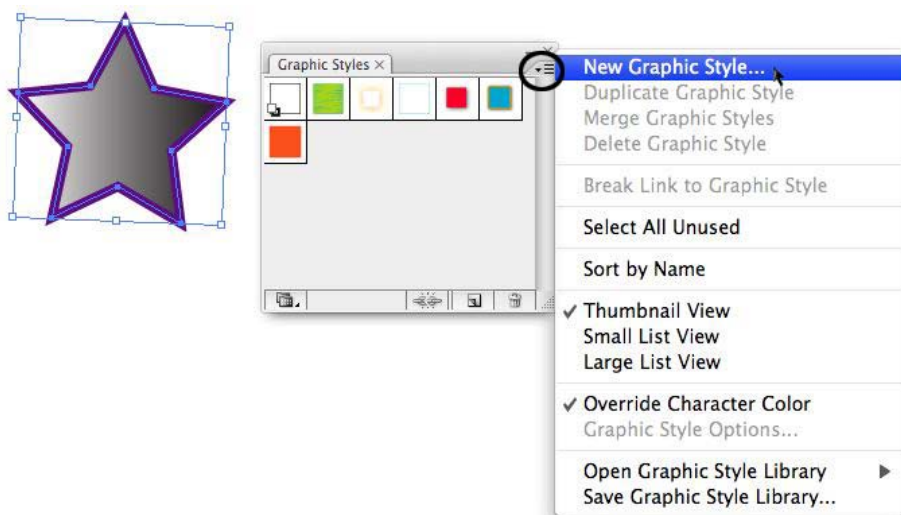 Graphic Styles ×
New Graphic Style...
Duplicate Graphic Style
Merge Graphic Styles
Delete Graphic Style
Break Link to Graphic Style
Select All Unused
Sort by Name
✓ Thumbnail View
Small List View
Large List View
✓ Override Character Color
Graphic Style Options...
Open Graphic Style Library
Save Graphic Style Library...